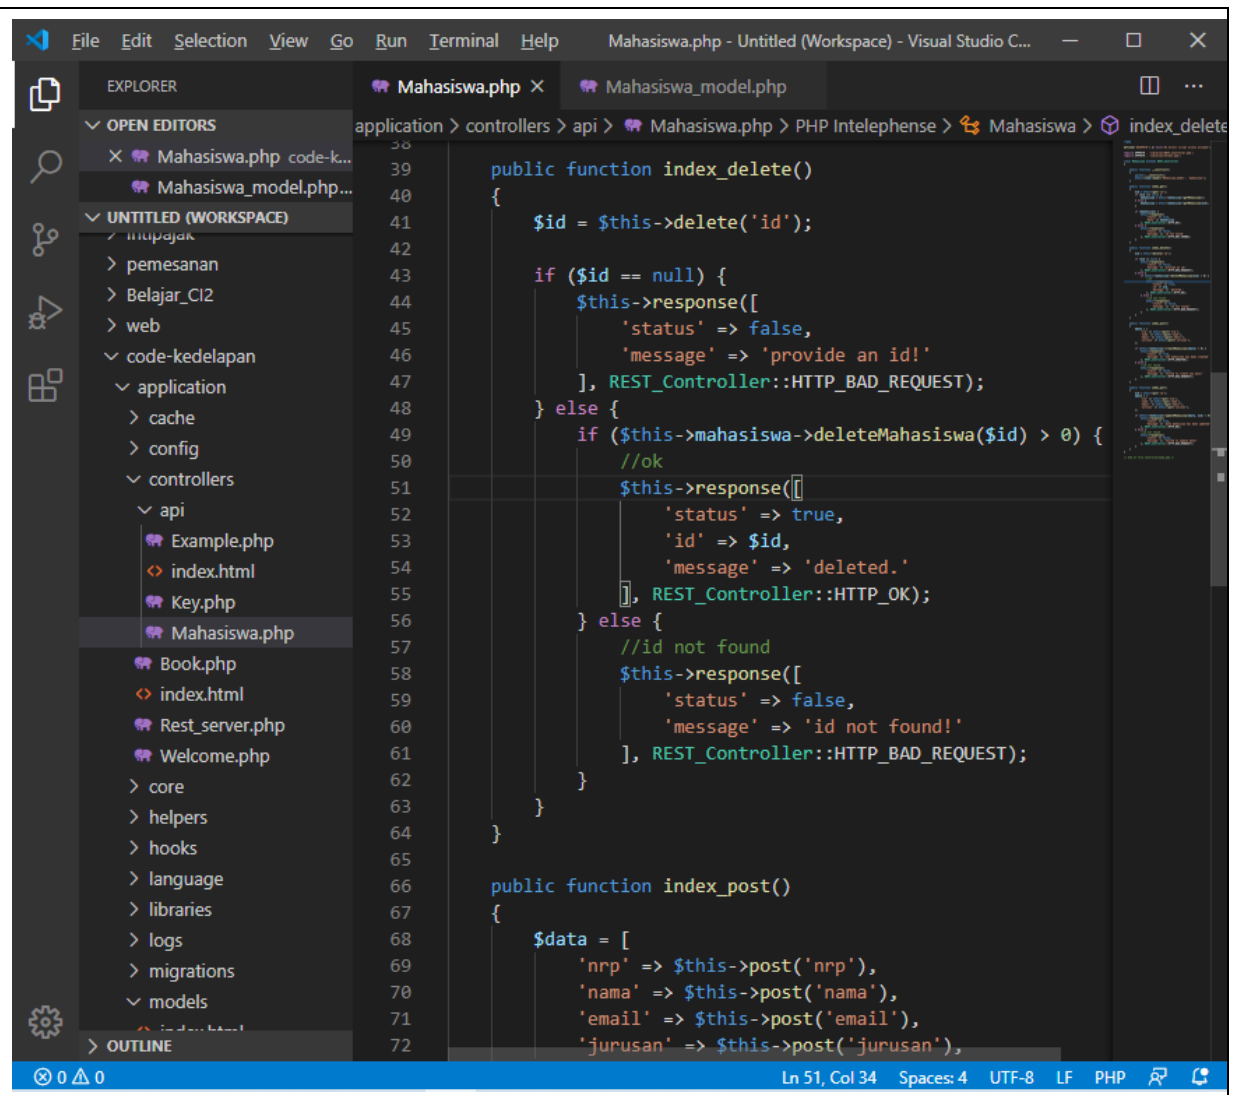 File Edit Selection View Go Run Terminal Help Mahasiswa.php - Untitled (Workspace) - Visual Studio C...
EXPLORER
OPEN EDITORS
Mahasiswa.php code-k...
Mahasiswa_model.php...
UNTITLED (WORKSPACE)
intipajak
pemesanan
Belajar_CI2
web
code-kedelapan
application
cache
config
controllers
api
Example.php
index.html
Key.php
Mahasiswa.php
Book.php
index.html
Rest_server.php
Welcome.php
core
helpers
hooks
language
libraries
logs
migrations
models
index.html
OUTLINE
Mahasiswa.php Mahasiswa_model.php
application > controllers > api > Mahasiswa.php > PHP Intelephense > Mahasiswa > index_delete
38
39 public function index_delete()
40 {
41 $id = $this->delete('id');
42
43 if ($id == null) {
44 $this->response([
45 'status' => false,
46 'message' => 'provide an id!'
47 ], REST_Controller::HTTP_BAD_REQUEST);
48 } else {
49 if ($this->mahasiswa->deleteMahasiswa($id) > 0) {
50 //ok
51 $this->response([
52 'status' => true,
53 'id' => $id,
54 'message' => 'deleted.'
55 ], REST_Controller::HTTP_OK);
56 } else {
57 //id not found
58 $this->response([
59 'status' => false,
60 'message' => 'id not found!'
61 ], REST_Controller::HTTP_BAD_REQUEST);
62 }
63 }
64 }
65
66 public function index_post()
67 {
68 $data = [
69 'nrp' => $this->post('nrp'),
70 'nama' => $this->post('nama'),
71 'email' => $this->post('email'),
72 'jurusan' => $this->post('jurusan'),
0 0 Ln 51, Col 34 Spaces: 4 UTF-8 LF PHP